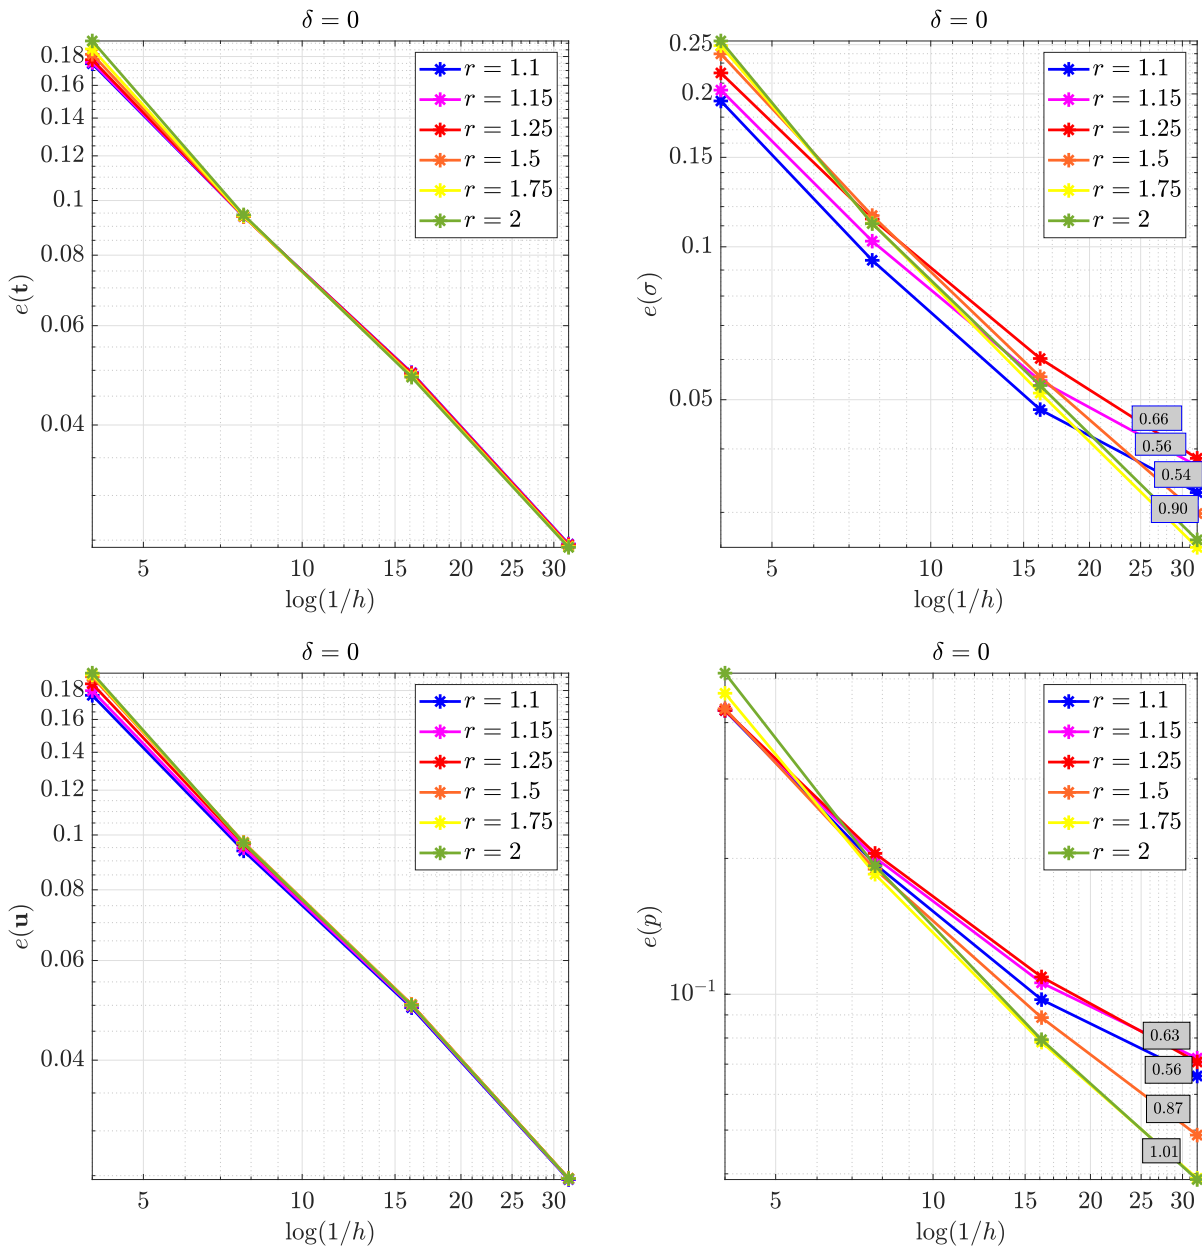 δ = 0
0.18
0.16
0.14
0.12
0.1
0.08
0.06
0.04
e(t)
5
10
15
20
25
30
log(1/h)
r = 1.1
r = 1.15
r = 1.25
r = 1.5
r = 1.75
r = 2
δ = 0
0.25
0.2
0.15
0.1
0.05
e(σ)
5
10
15
20
25
30
log(1/h)
r = 1.1
r = 1.15
r = 1.25
r = 1.5
r = 1.75
r = 2
0.66
0.56
0.54
0.90
δ = 0
0.18
0.16
0.14
0.12
0.1
0.08
0.06
0.04
e(u)
5
10
15
20
25
30
log(1/h)
r = 1.1
r = 1.15
r = 1.25
r = 1.5
r = 1.75
r = 2
δ = 0
10⁻¹
e(p)
5
10
15
20
25
30
log(1/h)
r = 1.1
r = 1.15
r = 1.25
r = 1.5
r = 1.75
r = 2
0.63
0.56
0.87
1.01